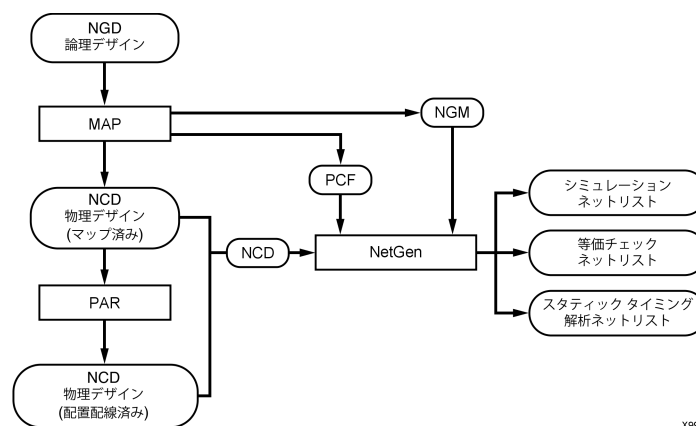 NGD
論理デザイン
MAP
NGM
PCF
NCD
物理デザイン
(マップ済み)
NCD
NetGen
シミュレーション
ネットリスト
等価チェック
ネットリスト
スタティック タイミング
解析ネットリスト
PAR
NCD
物理デザイン
(配置配線済み)